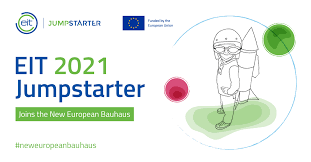 eit | JUMPSTARTER
Funded by the
European Union
EIT 2021
Jumpstarter
Joins the New European Bauhaus
#neweuropeanbauhaus